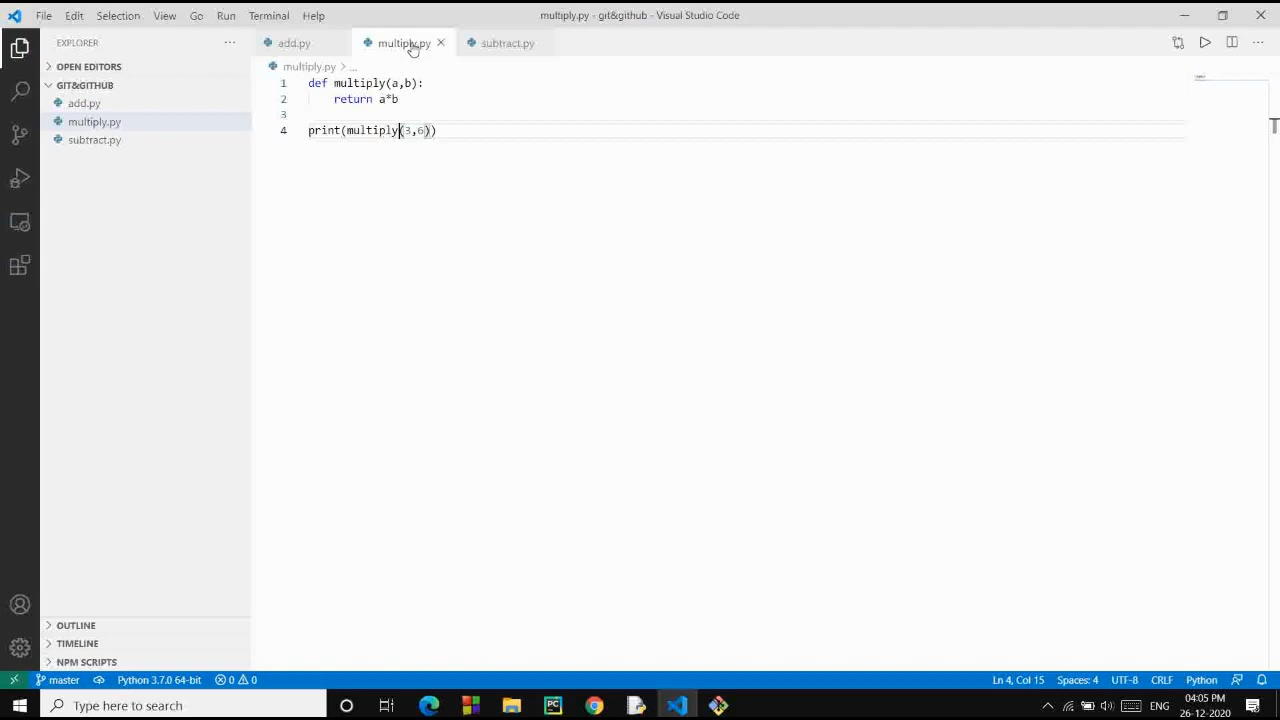 File Edit Selection View Go Run Terminal Help
multiply.py - git&github - Visual Studio Code
EXPLORER ...
add.py
multiply.py
subtract.py
OPEN EDITORS
GIT&GITHUB
add.py
multiply.py
subtract.py
multiply.py > ...
1 def multiply(a,b):
2 return a*b
3
4 print(multiply(3,6))
OUTLINE
TIMELINE
NPM SCRIPTS
master
Python 3.7.0 64-bit
0
0
Ln 4, Col 15
Spaces: 4
UTF-8
CRLF
Python
Type here to search
PC
ENG
04:05 PM
26-12-2020